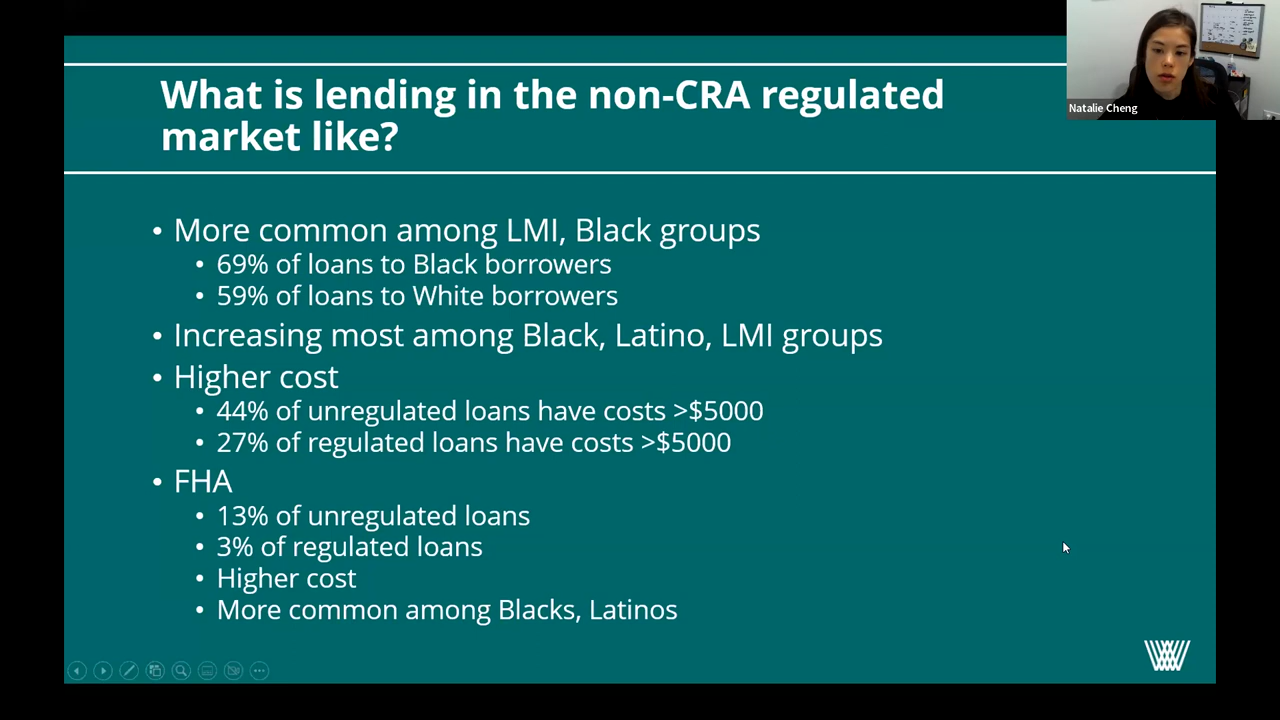 What is lending in the non-CRA regulated
market like?
Natalie Cheng
• More common among LMI, Black groups
• 69% of loans to Black borrowers
• 59% of loans to White borrowers
• Increasing most among Black, Latino, LMI groups
• Higher cost
• 44% of unregulated loans have costs >$5000
• 27% of regulated loans have costs >$5000
• FHA
• 13% of unregulated loans
• 3% of regulated loans
• Higher cost
• More common among Blacks, Latinos